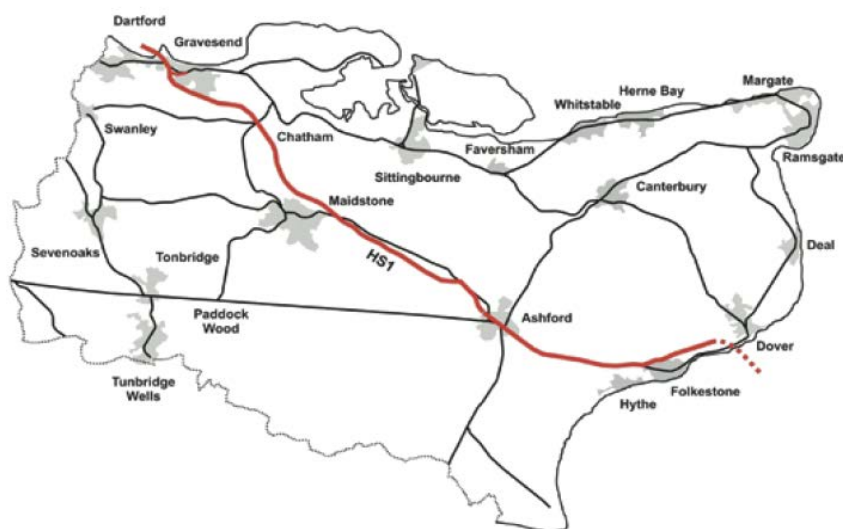 Dartford
Gravesend
Margate
Herne Bay
Whitstable
Swanley
Chatham
Faversham
Ramsgate
Sittingbourne
Canterbury
Maidstone
Sevenoaks
Tonbridge
Deal
HS1
Paddock
Wood
Ashford
Dover
Tunbridge
Wells
Folkestone
Hythe